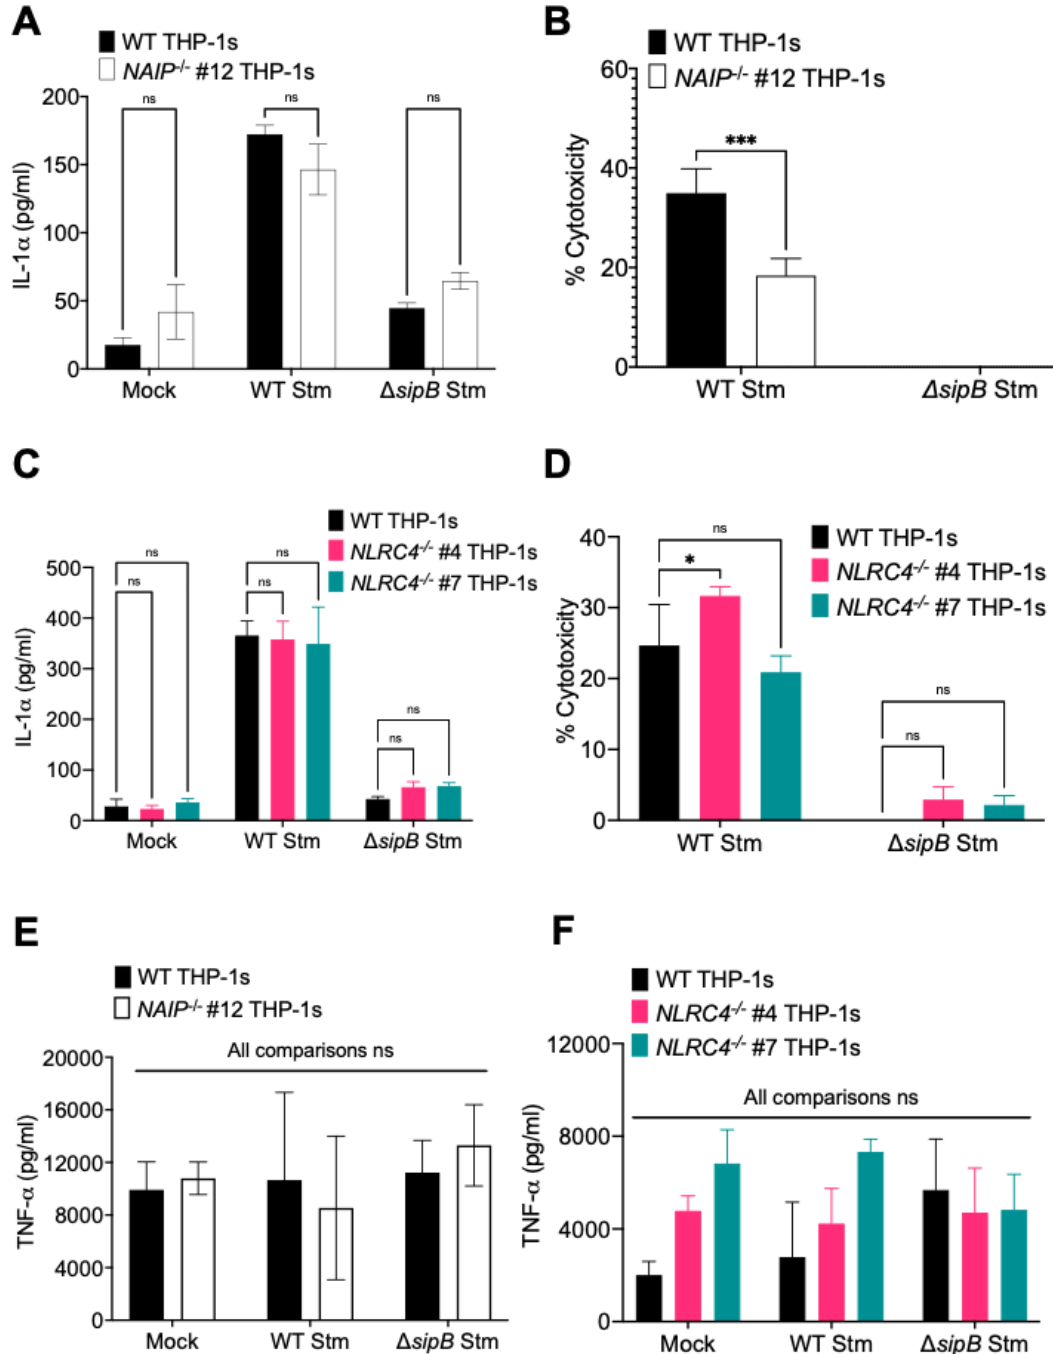 A
WT THP-1s
NAIP-/- #12 THP-1s
IL-1α (pg/ml)
200
150
100
50
0
ns
ns
ns
Mock
WT Stm
ΔsipB Stm
B
WT THP-1s
NAIP-/- #12 THP-1s
% Cytotoxicity
60
40
20
0
***
WT Stm
ΔsipB Stm
C
WT THP-1s
NLRC4-/- #4 THP-1s
NLRC4-/- #7 THP-1s
IL-1α (pg/ml)
500
400
300
200
100
0
ns
ns
ns
ns
ns
ns
Mock
WT Stm
ΔsipB Stm
D
WT THP-1s
NLRC4-/- #4 THP-1s
NLRC4-/- #7 THP-1s
% Cytotoxicity
40
30
20
10
0
ns
*
ns
ns
WT Stm
ΔsipB Stm
E
WT THP-1s
NAIP-/- #12 THP-1s
All comparisons ns
TNF-α (pg/ml)
20000
16000
12000
8000
4000
0
Mock
WT Stm
ΔsipB Stm
F
WT THP-1s
NLRC4-/- #4 THP-1s
NLRC4-/- #7 THP-1s
All comparisons ns
TNF-α (pg/ml)
12000
8000
4000
0
Mock
WT Stm
ΔsipB Stm